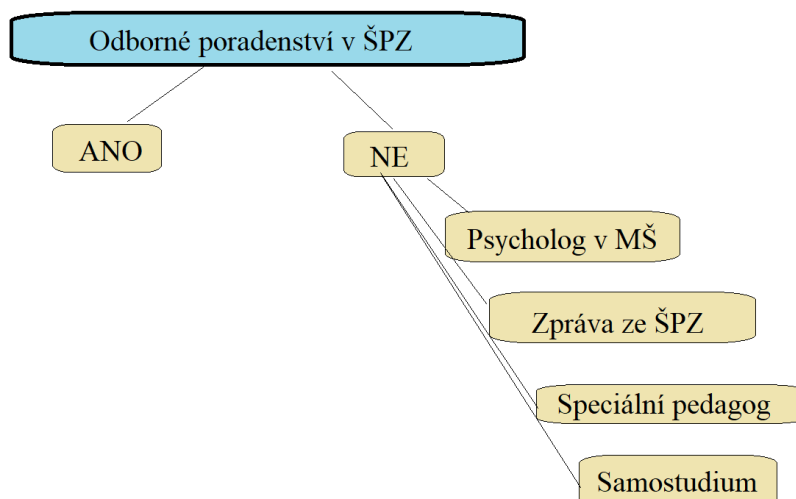 Odborné poradenství v ŠPZ
ANO
NE
Psycholog v MŠ
Zpráva ze ŠPZ
Speciální pedagog
Samostudium